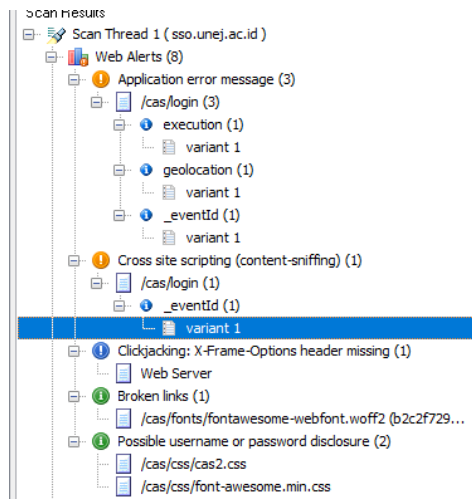 Scan Results
Scan Thread 1 ( sso.unej.ac.id )
Web Alerts (8)
Application error message (3)
/cas/login (3)
execution (1)
variant 1
geolocation (1)
variant 1
_eventId (1)
variant 1
Cross site scripting (content-sniffing) (1)
/cas/login (1)
_eventId (1)
variant 1
Clickjacking: X-Frame-Options header missing (1)
Web Server
Broken links (1)
/cas/fonts/fontawesome-webfont.woff2 (b2c2f729...
Possible username or password disclosure (2)
/cas/css/cas2.css
/cas/css/font-awesome.min.css